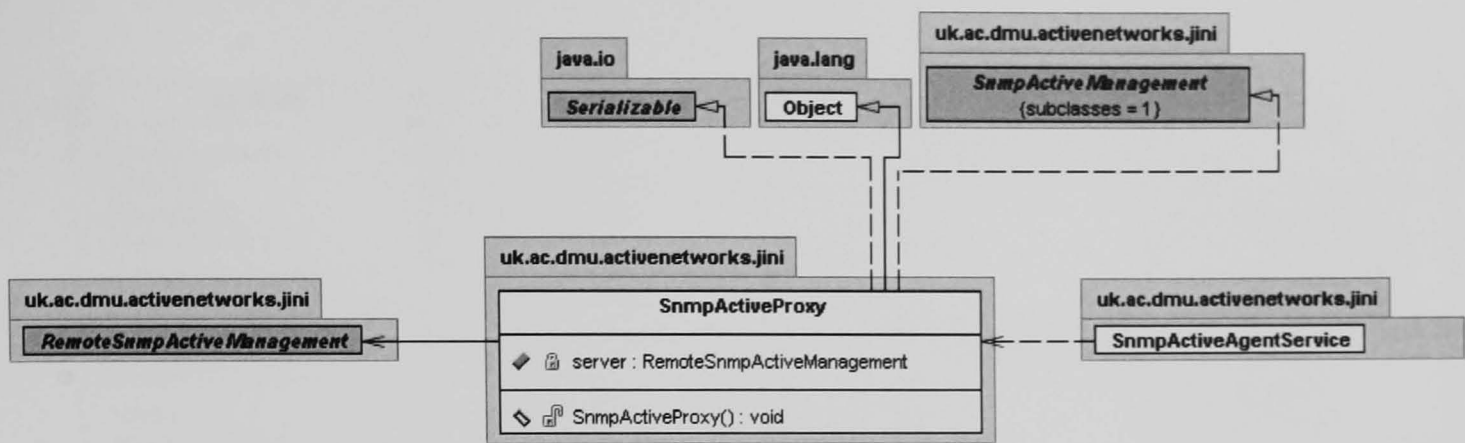 uk.ac.dmu.activenetworks.jini
java.io
java.lang
SnmpActiveManagement
{subclasses = 1}
Serializable
Object
uk.ac.dmu.activenetworks.jini
uk.ac.dmu.activenetworks.jini
uk.ac.dmu.activenetworks.jini
SnmpActiveProxy
RemoteSnmpActiveManagement
SnmpActiveAgentService
server : RemoteSnmpActiveManagement
SnmpActiveProxy() : void